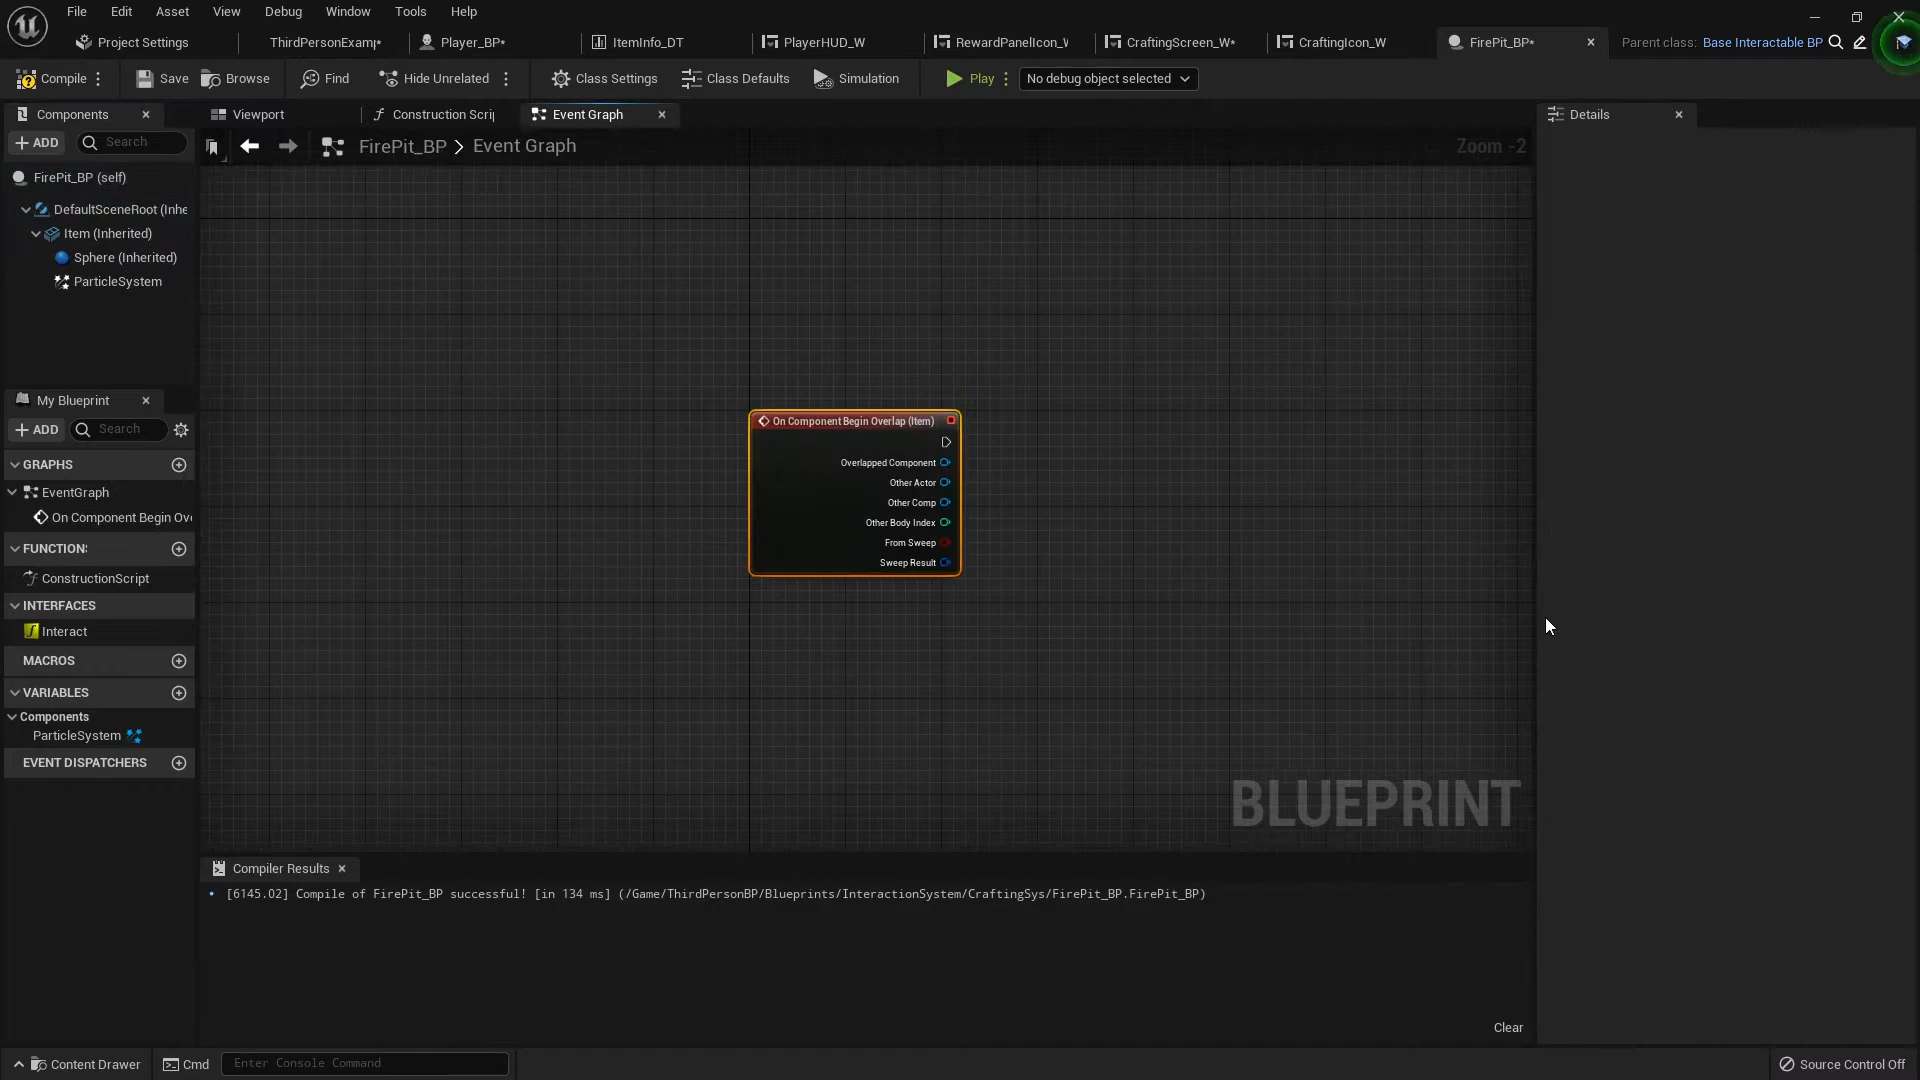 File Edit Asset View Debug Window Tools Help
Project Settings
ThirdPersonExamp*
Player_BP*
ItemInfo_DT
PlayerHUD_W
RewardPanelIcon_W
CraftingScreen_W*
CraftingIcon_W
FirePit_BP*
Parent class: Base Interactable BP
Compile
Save
Browse
Find
Hide Unrelated
Class Settings
Class Defaults
Simulation
Play
No debug object selected
Components
Viewport
Construction Scrip
Event Graph
Details
ADD
Search
FirePit_BP > Event Graph
Zoom -2
FirePit_BP (self)
DefaultSceneRoot (Inhe
Item (Inherited)
Sphere (Inherited)
ParticleSystem
My Blueprint
ADD
Search
GRAPHS
EventGraph
On Component Begin Ove
FUNCTION
ConstructionScript
INTERFACES
Interact
MACROS
VARIABLES
Components
ParticleSystem
EVENT DISPATCHERS
On Component Begin Overlap (Item)
Overlapped Component
Other Actor
Other Comp
Other Body Index
From Sweep
Sweep Result
BLUEPRINT
Compiler Results
[6145.02] Compile of FirePit_BP successful! [in 134 ms] (/Game/ThirdPersonBP/Blueprints/InteractionSystem/CraftingSys/FirePit_BP.FirePit_BP)
Clear
Content Drawer
Cmd
Enter Console Command
Source Control Off